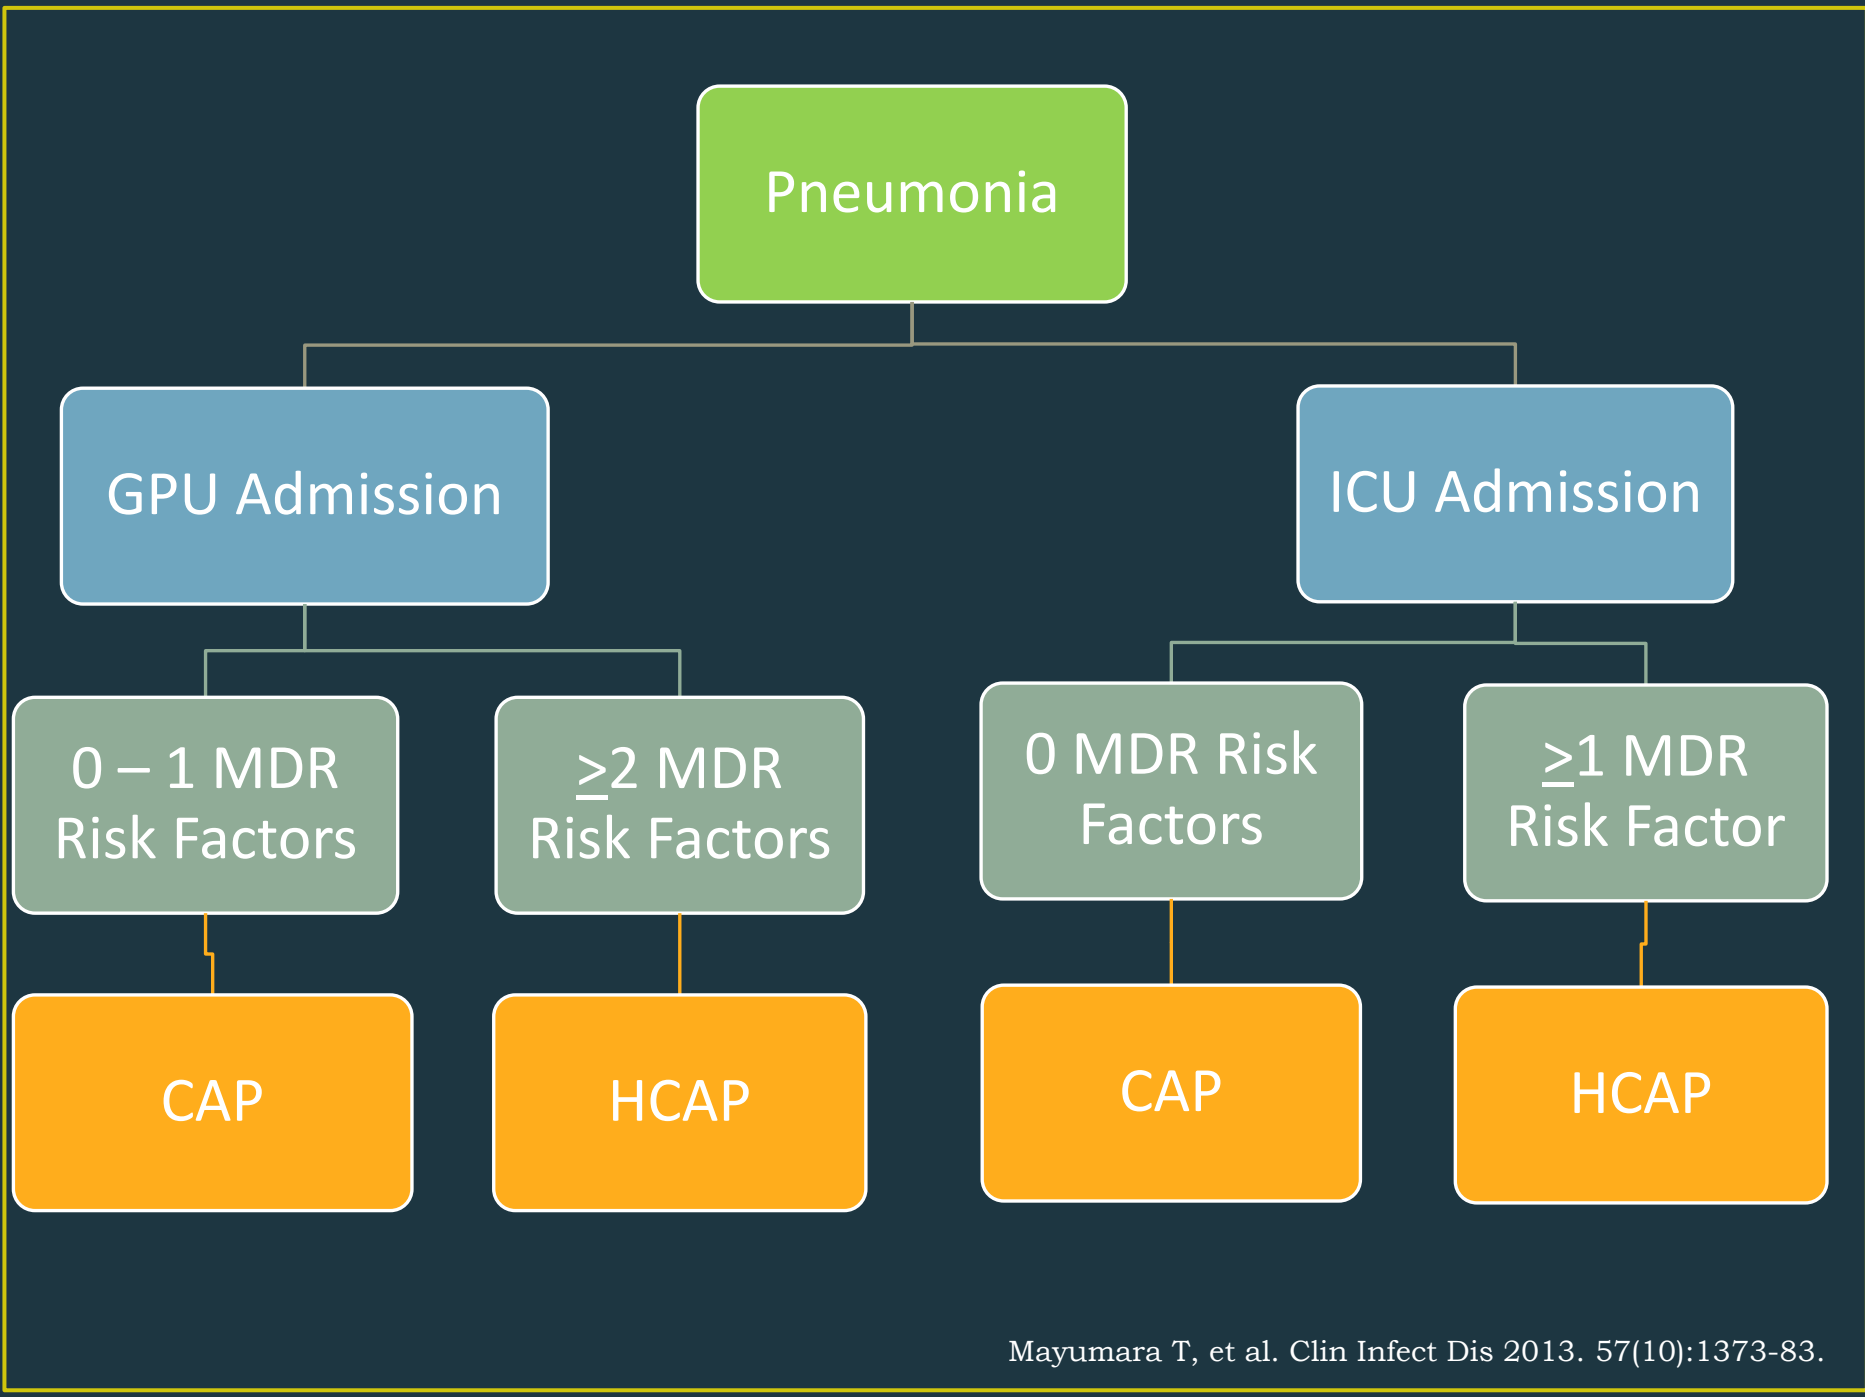 Pneumonia
GPU Admission
ICU Admission
0 – 1 MDR
Risk Factors
≥2 MDR
Risk Factors
0 MDR Risk
Factors
≥1 MDR
Risk Factor
CAP
HCAP
CAP
HCAP
Mayumara T, et al. Clin Infect Dis 2013. 57(10):1373-83.